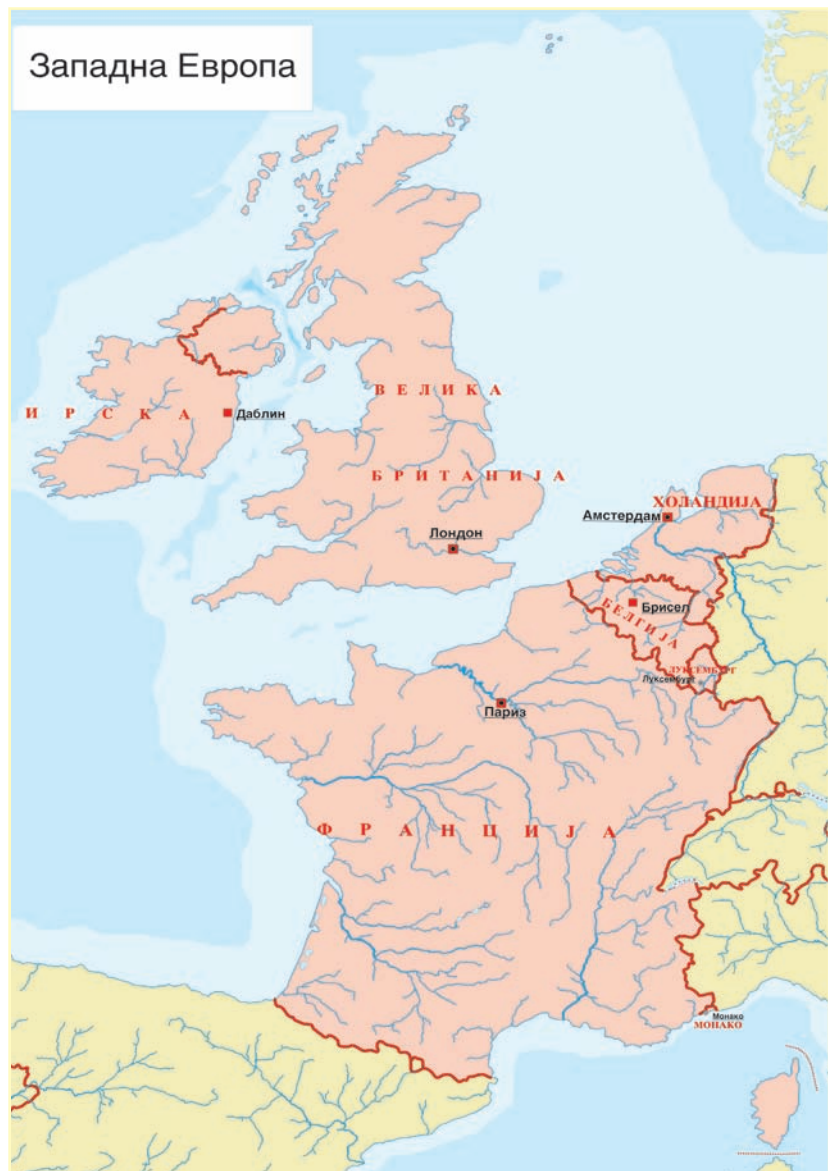 Западна Европа
ВЕЛИКА
ИРСКА
Даблин
БРИТАНИЈА
ХОЛАНДИЈА
Амстердам
Лондон
БЕЛГИЈА
Брисел
ЛУКСЕМБУРГ
Луксембург
Париз
ФРАНЦИЈА
Монако
МОНАКО